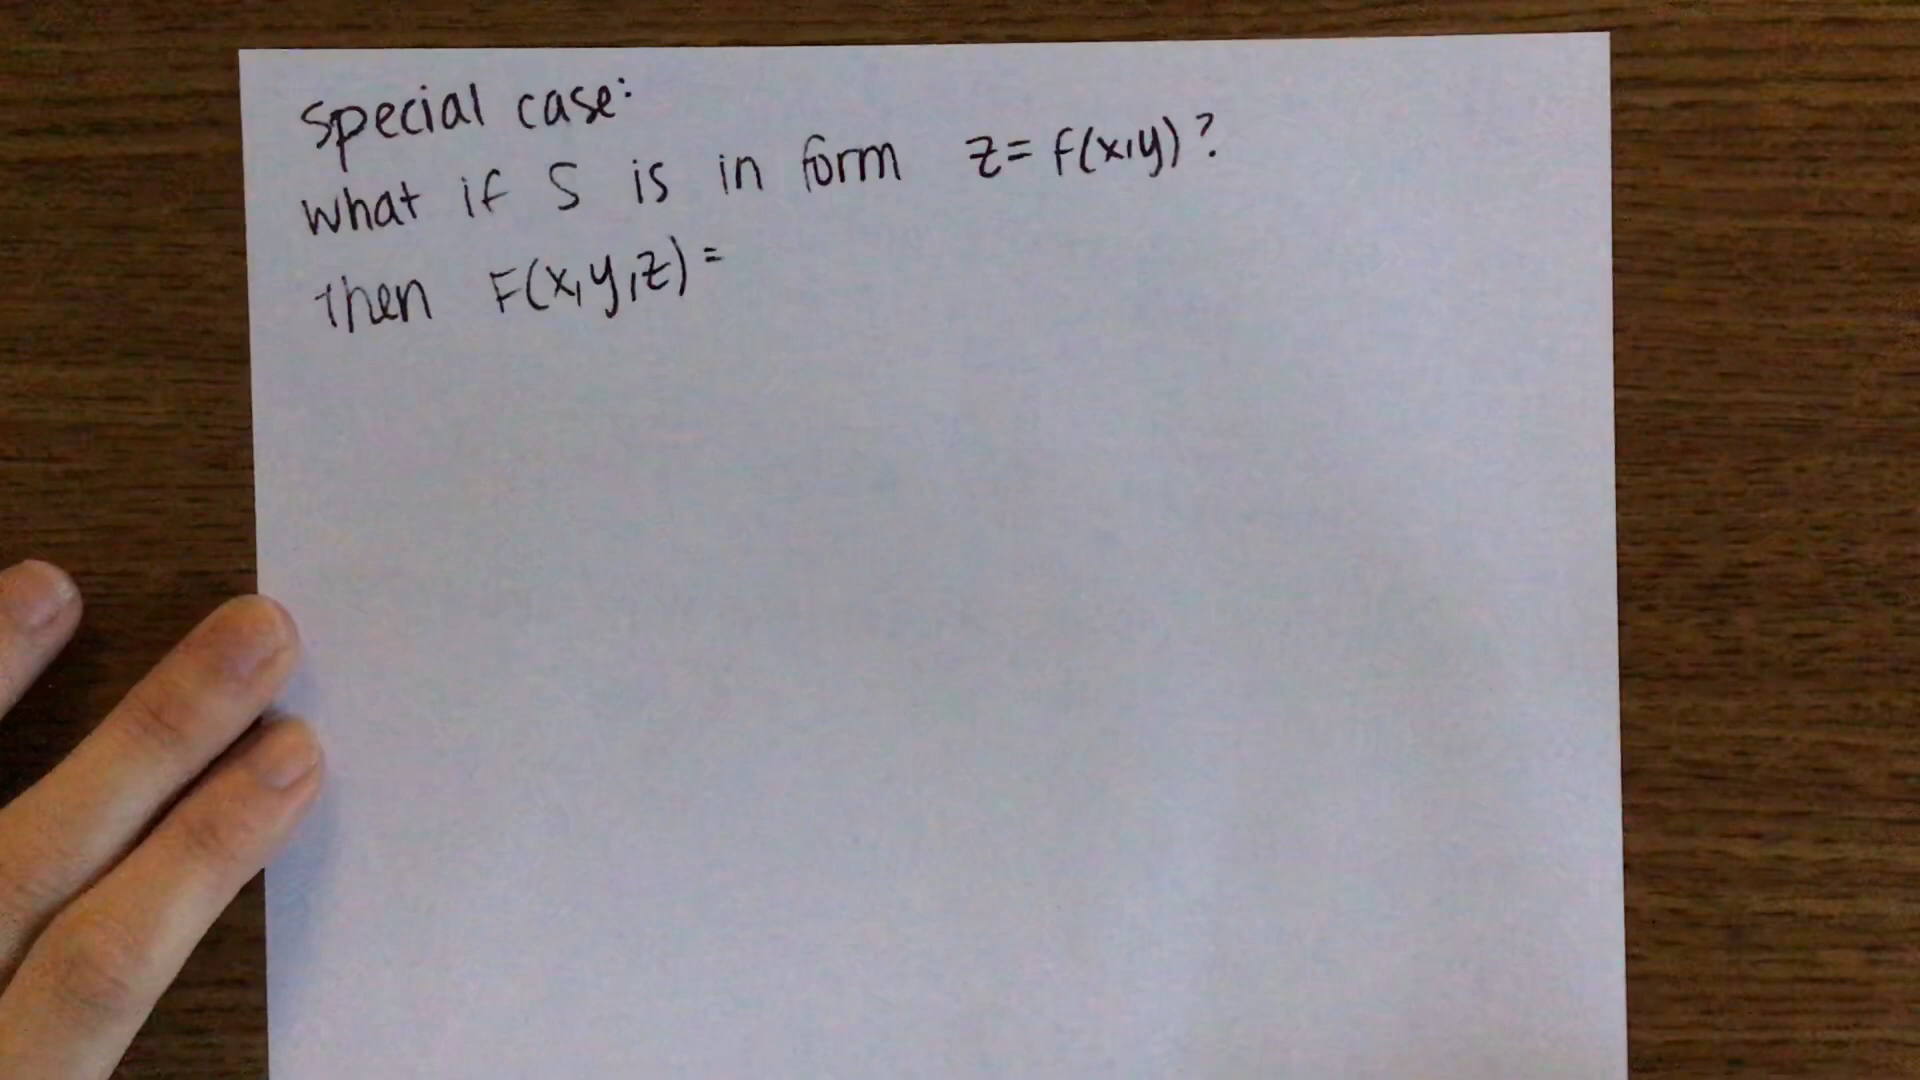 special case:
what if S is in form z = f(x,y)?
Then F(x,y,z) =